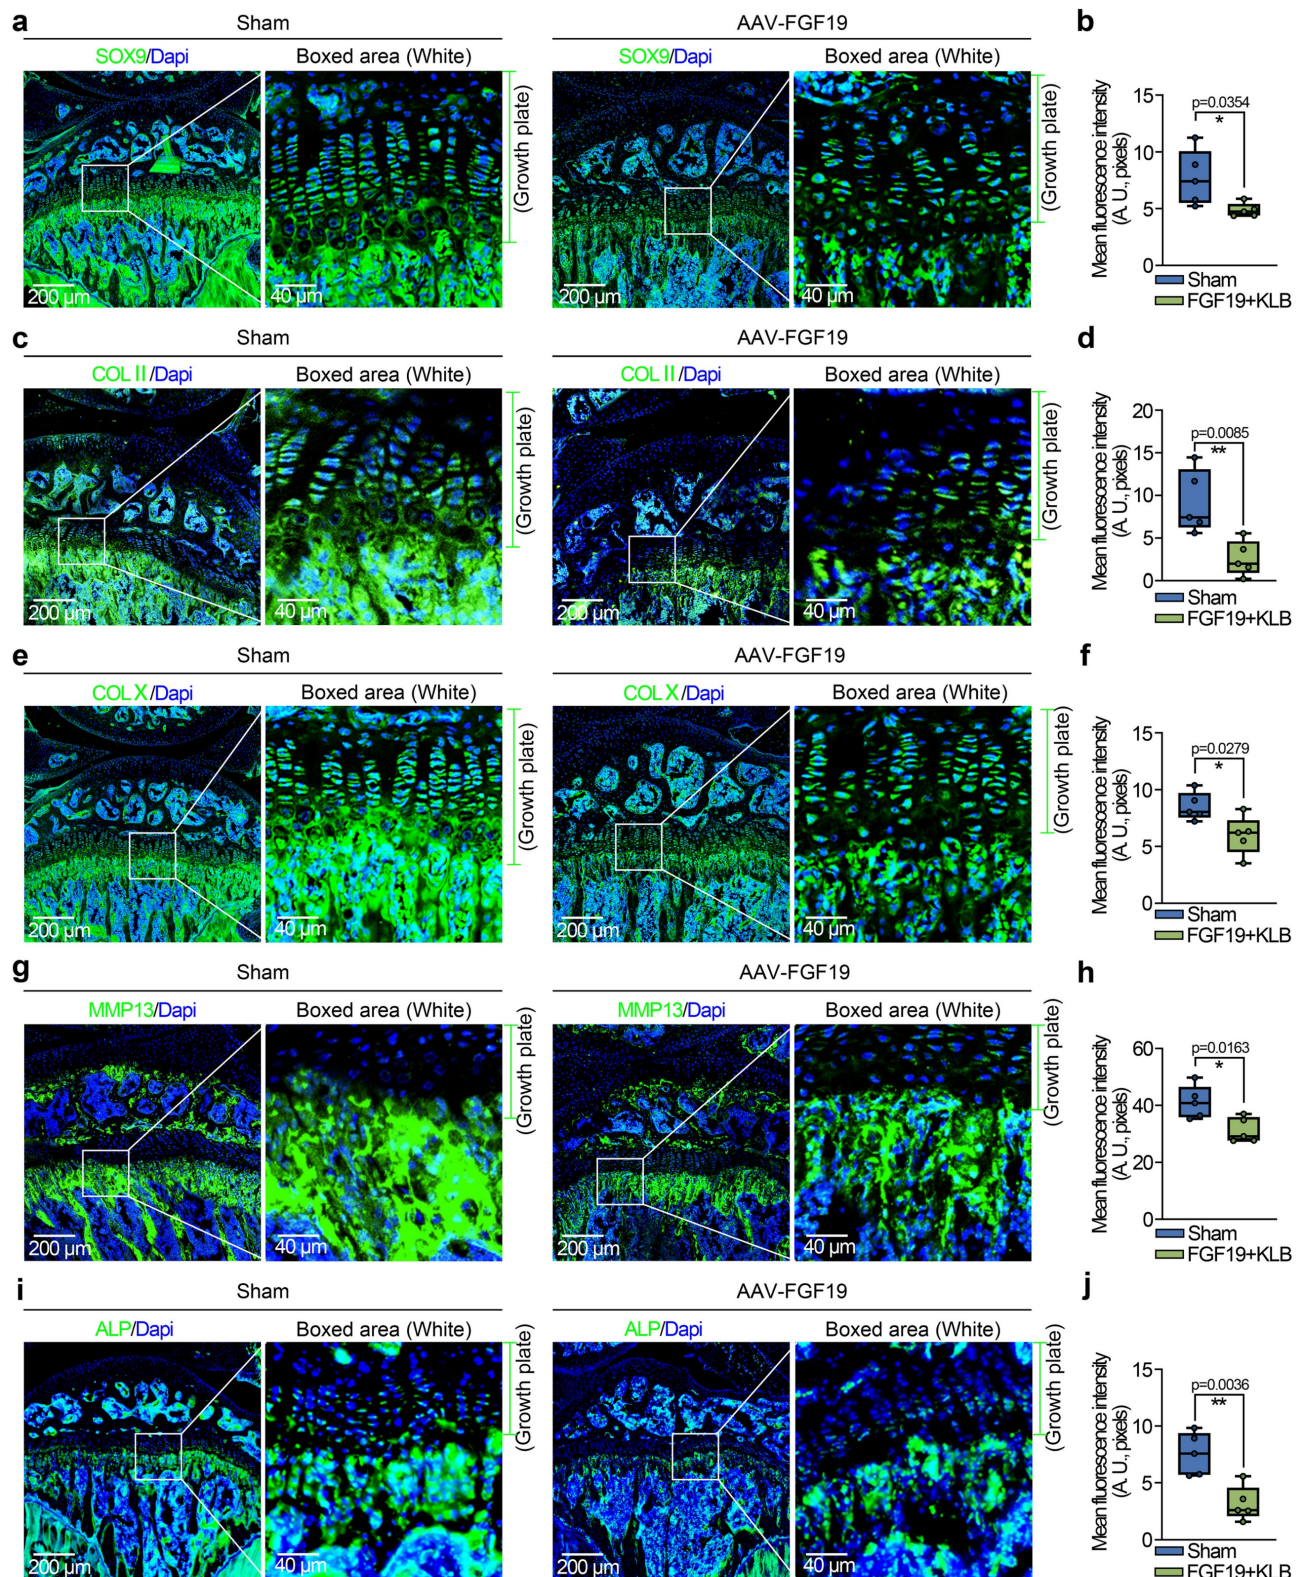 a
Sham
AAV-FGF19
b
SOX9/Dapi
Boxed area (White)
SOX9/Dapi
Boxed area (White)
(Growth plate)
(Growth plate)
200 µm
40 µm
200 µm
40 µm
Mean fluorescence intensity
(A. U., pixels)
15
10
5
0
p=0.0354
*
Sham
FGF19+KLB
c
Sham
AAV-FGF19
d
COL II/Dapi
Boxed area (White)
COL II/Dapi
Boxed area (White)
(Growth plate)
(Growth plate)
200 µm
40 µm
200 µm
40 µm
Mean fluorescence intensity
(A. U., pixels)
20
15
10
5
0
p=0.0085
**
Sham
FGF19+KLB
e
Sham
AAV-FGF19
f
COL X/Dapi
Boxed area (White)
COL X/Dapi
Boxed area (White)
(Growth plate)
(Growth plate)
200 µm
40 µm
200 µm
40 µm
Mean fluorescence intensity
(A. U., pixels)
15
10
5
0
p=0.0279
*
Sham
FGF19+KLB
g
Sham
AAV-FGF19
h
MMP13/Dapi
Boxed area (White)
MMP13/Dapi
Boxed area (White)
(Growth plate)
(Growth plate)
200 µm
40 µm
200 µm
40 µm
Mean fluorescence intensity
(A. U., pixels)
60
40
20
0
p=0.0163
*
Sham
FGF19+KLB
i
Sham
AAV-FGF19
j
ALP/Dapi
Boxed area (White)
ALP/Dapi
Boxed area (White)
(Growth plate)
(Growth plate)
200 µm
40 µm
200 µm
40 µm
Mean fluorescence intensity
(A. U., pixels)
15
10
5
0
p=0.0036
**
Sham
FGF19+KLB